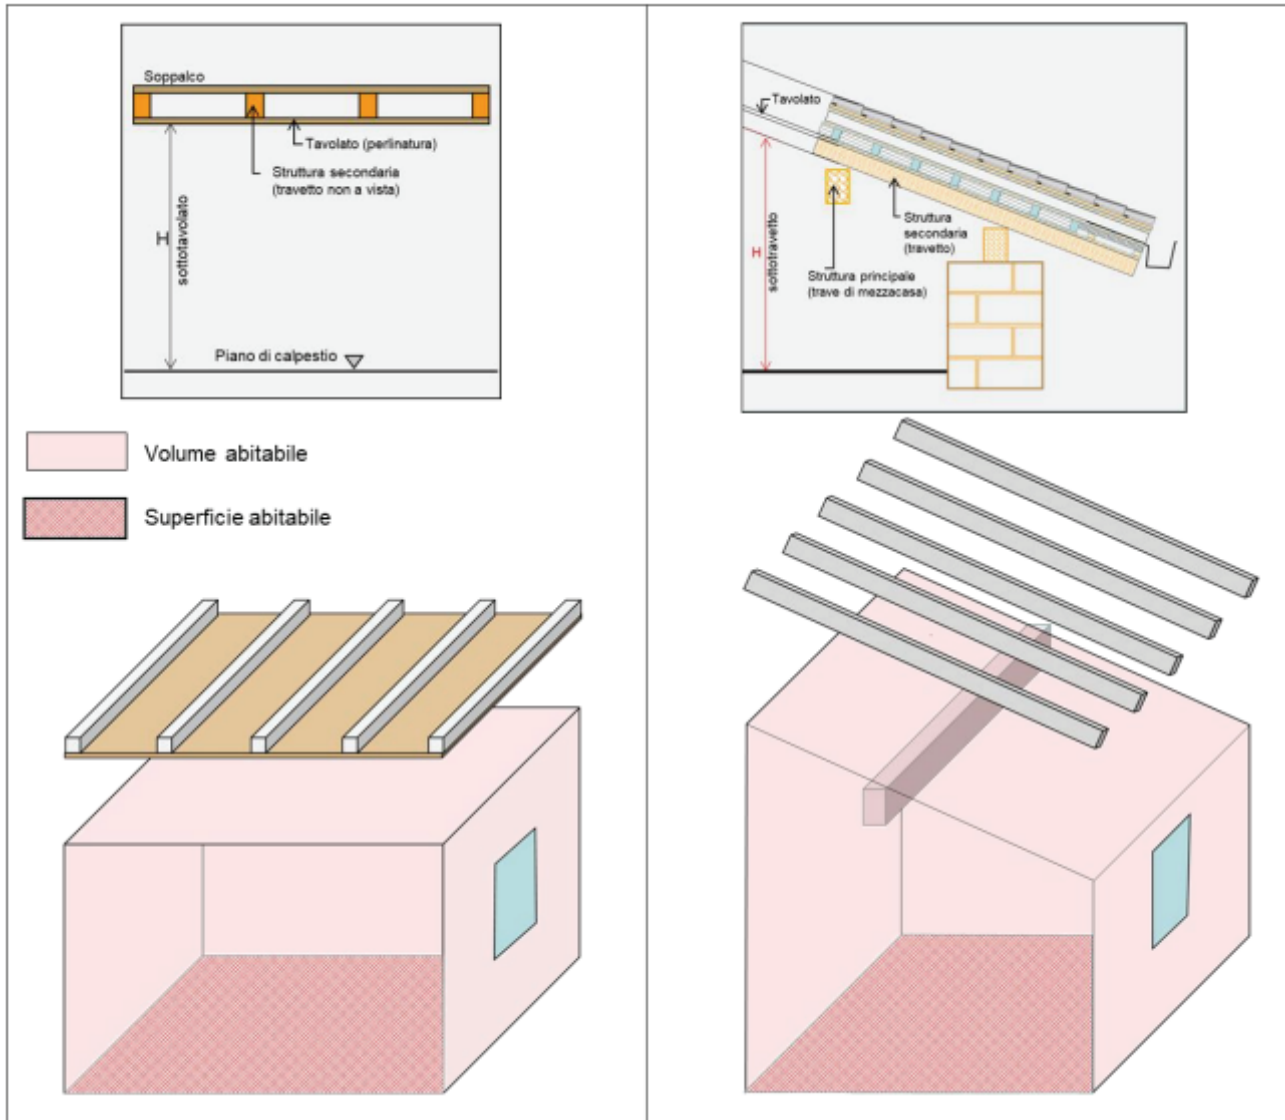 Soppalco
Tavolato (perlinatura)
Struttura secondaria
(travetto non a vista)
H
sottotavolato
Piano di calpestio
Volume abitabile
Superficie abitabile
Tavolato
Struttura
secondaria
(travetto)
H
sottotravetto
Struttura principale
(trave di mezzacasa)